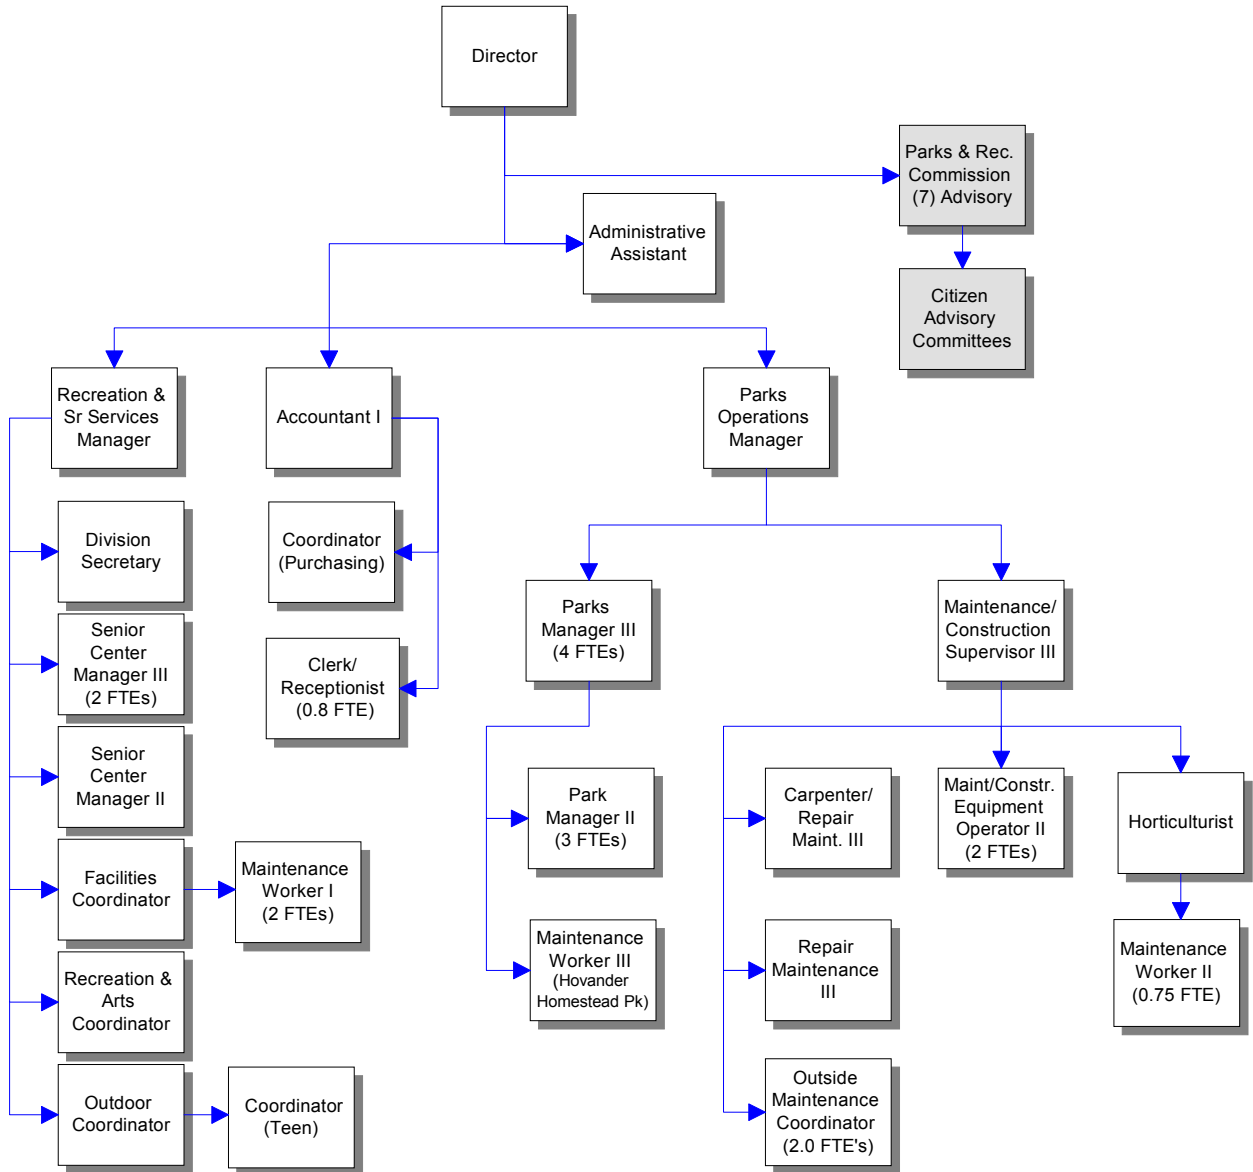 Director
Parks & Rec.
Commission
(7) Advisory
Administrative
Assistant
Citizen
Advisory
Committees
Recreation &
Sr Services
Manager
Accountant I
Parks
Operations
Manager
Division
Secretary
Coordinator
(Purchasing)
Parks
Manager III
(4 FTEs)
Maintenance/
Construction
Supervisor III
Senior
Center
Manager III
(2 FTEs)
Clerk/
Receptionist
(0.8 FTE)
Senior
Center
Manager II
Park
Manager II
(3 FTEs)
Carpenter/
Repair
Maint. III
Maint/Constr.
Equipment
Operator II
(2 FTEs)
Horticulturist
Facilities
Coordinator
Maintenance
Worker I
(2 FTEs)
Maintenance
Worker III
(Hovander
Homestead Pk)
Repair
Maintenance
III
Maintenance
Worker II
(0.75 FTE)
Recreation &
Arts
Coordinator
Outdoor
Coordinator
Coordinator
(Teen)
Outside
Maintenance
Coordinator
(2.0 FTE's)